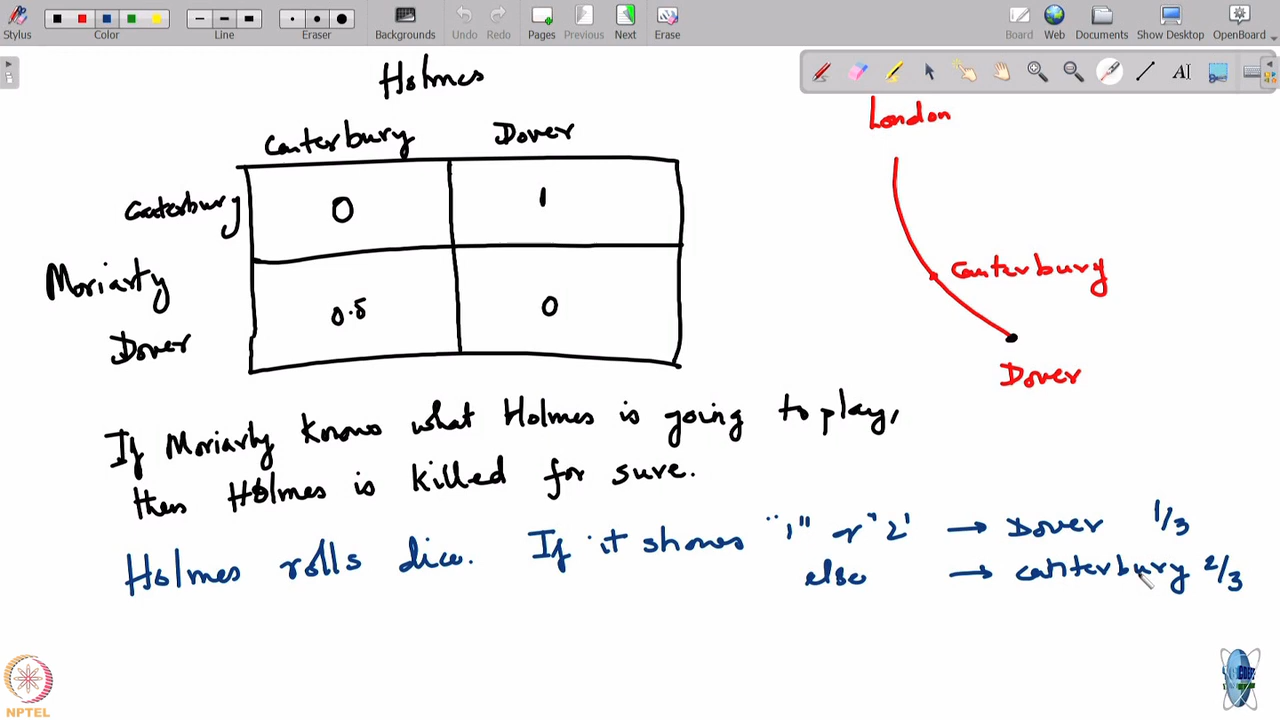 Stylus
Color
Line
Eraser
Backgrounds
Undo
Redo
Pages
Previous
Next
Erase
Board
Web
Documents
Show Desktop
OpenBoard
Holmes
London
Canterbury Dover
Canterbury 0 1
Moriarty
Dover 0.5 0
Canterbury
Dover
If Moriarty knows what Holmes is going to play,
then Holmes is killed for sure.
Holmes rolls dice. If it shows "1" or "2" → Dover 1/3
else → Canterbury 2/3
NPTEL